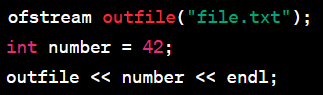 ofstream outfile("file.txt");
int number = 42;
outfile << number << endl;